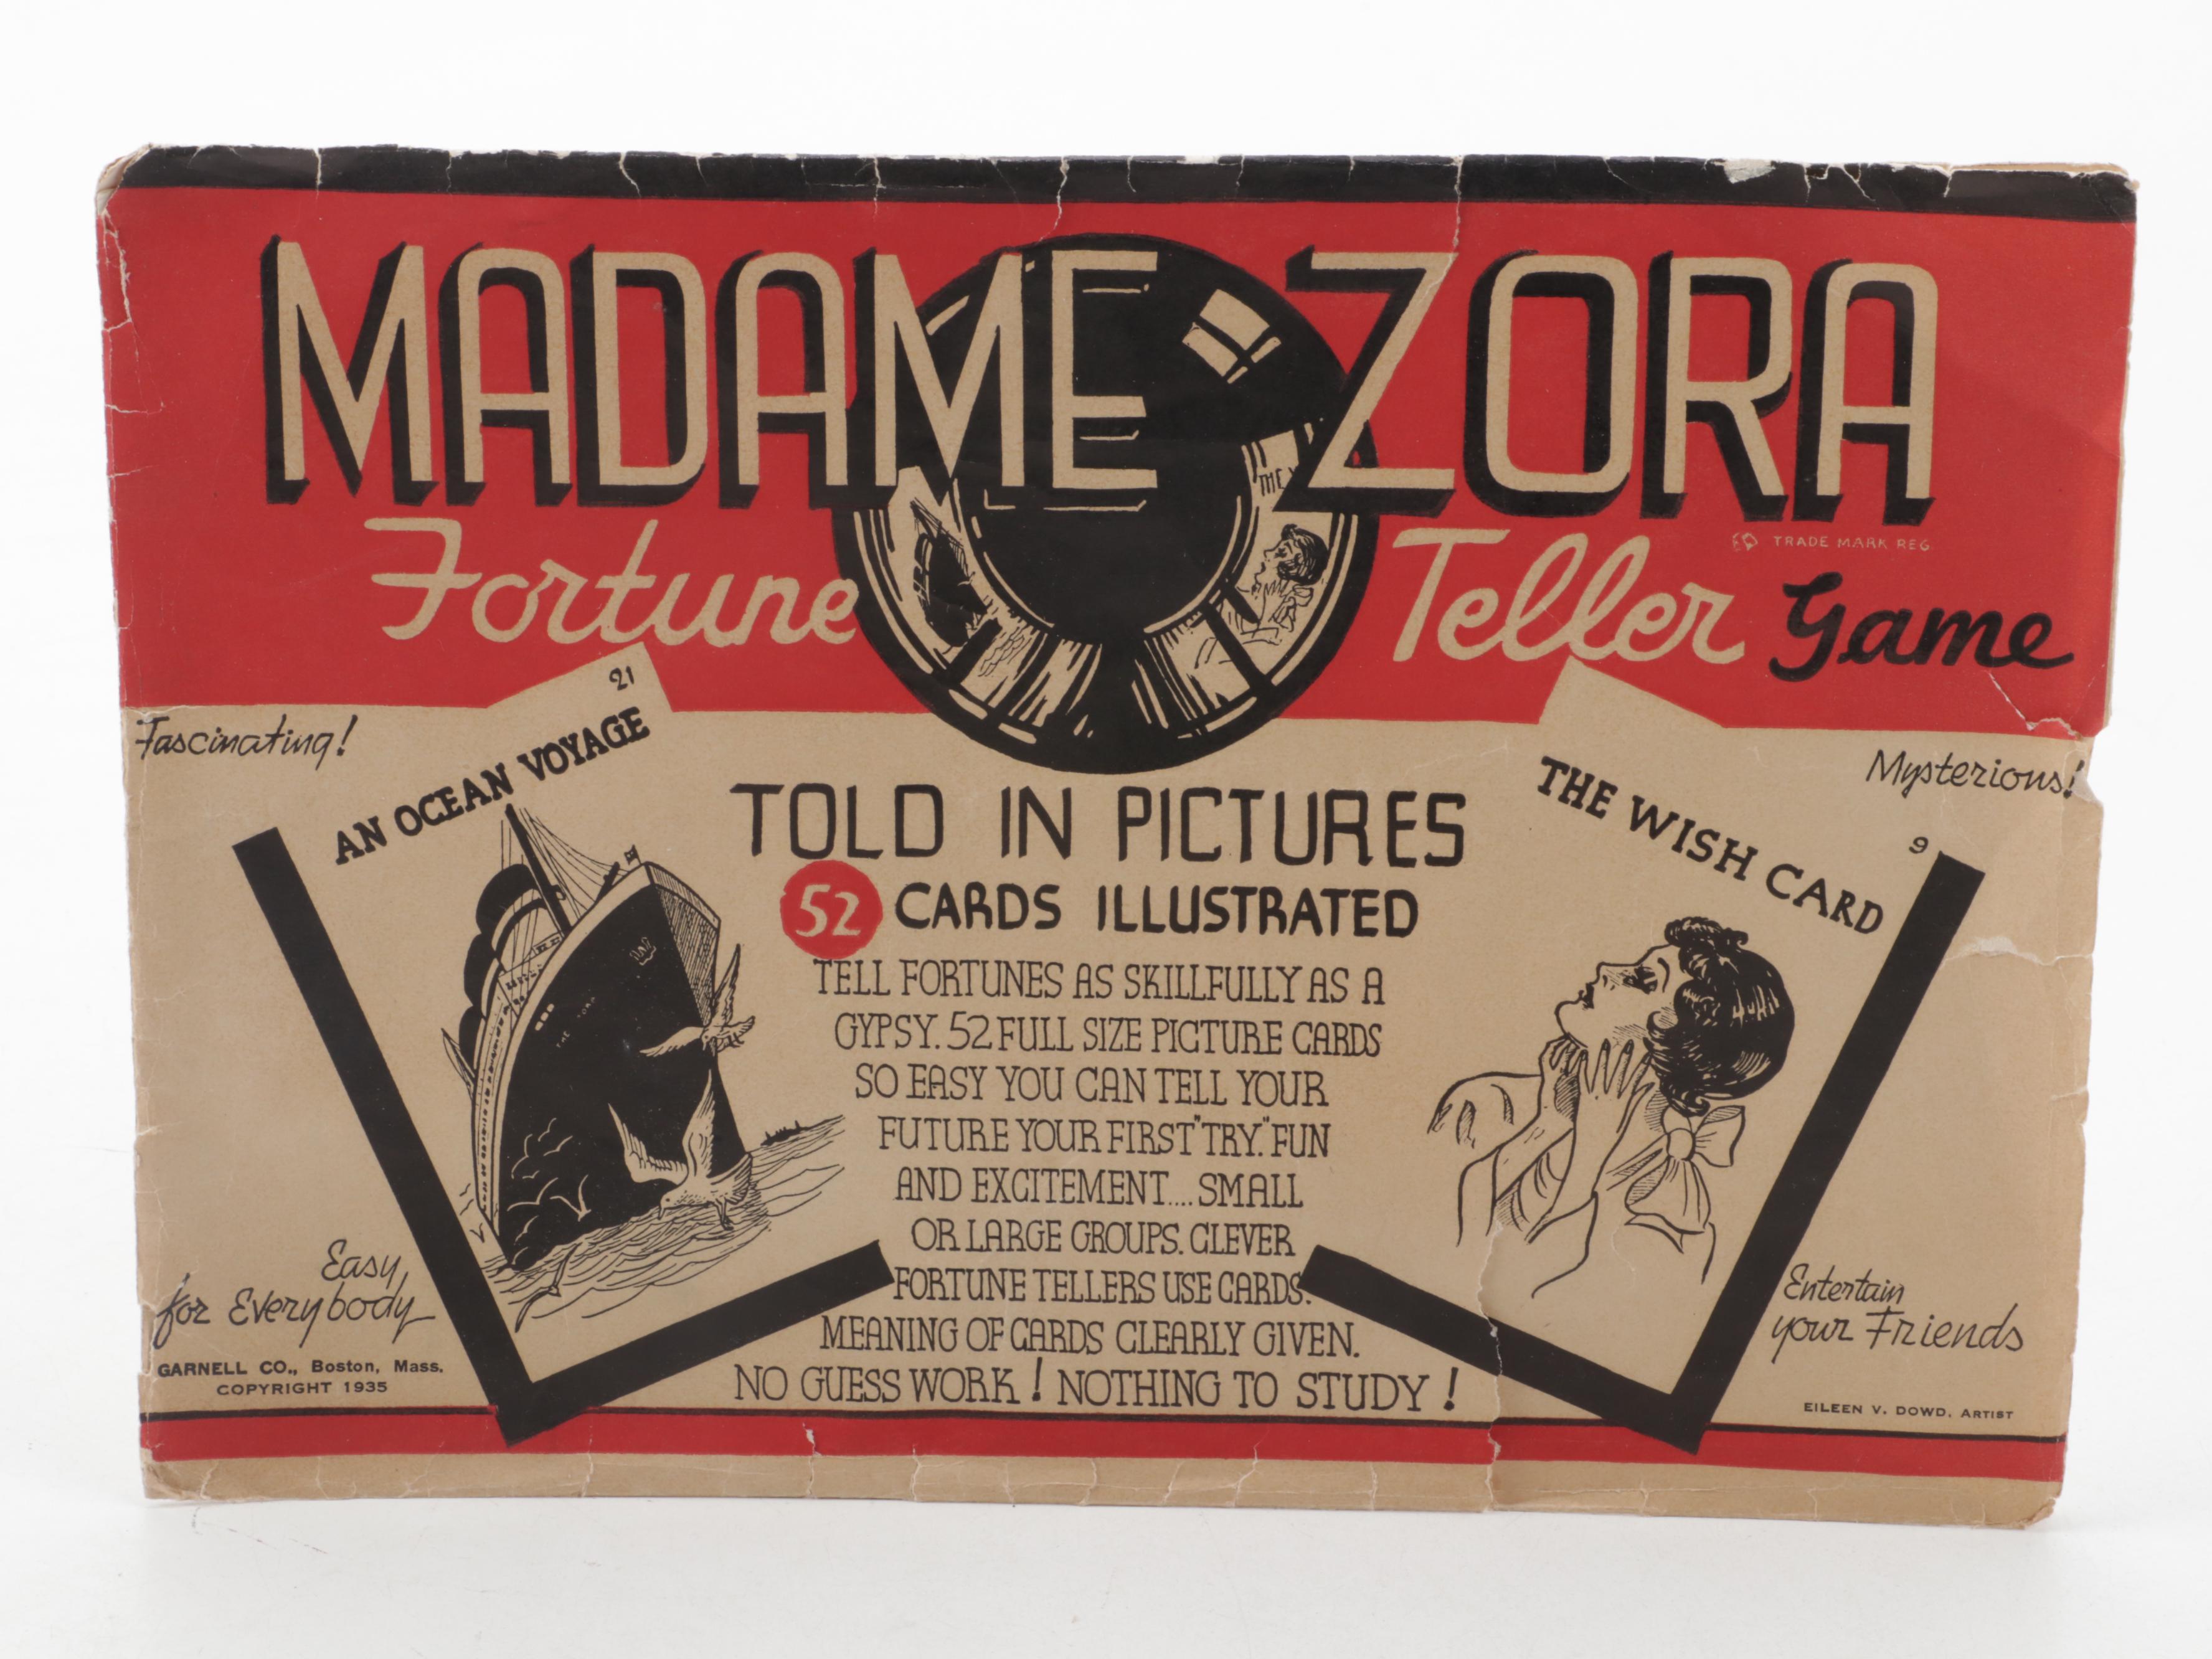 MADAME ZORA
Fortune Teller Game
TRADE MARK REG
THE
Fascinating!
Mysterious!
21
AN OCEAN VOYAGE
THE WISH CARD
9
TOLD IN PICTURES
52 CARDS ILLUSTRATED
TELL FORTUNES AS SKILLFULLY AS A
GYPSY. 52 FULL SIZE PICTURE CARDS
SO EASY YOU CAN TELL YOUR
FUTURE YOUR FIRST "TRY." FUN
AND EXCITEMENT.... SMALL
OR LARGE GROUPS. CLEVER
FORTUNE TELLERS USE CARDS.
MEANING OF CARDS CLEARLY GIVEN.
NO GUESS WORK! NOTHING TO STUDY!
Easy
for Everybody
GARNELL CO., Boston, Mass.
COPYRIGHT 1935
Entertain
your Friends
EILEEN V. DOWD, ARTIST